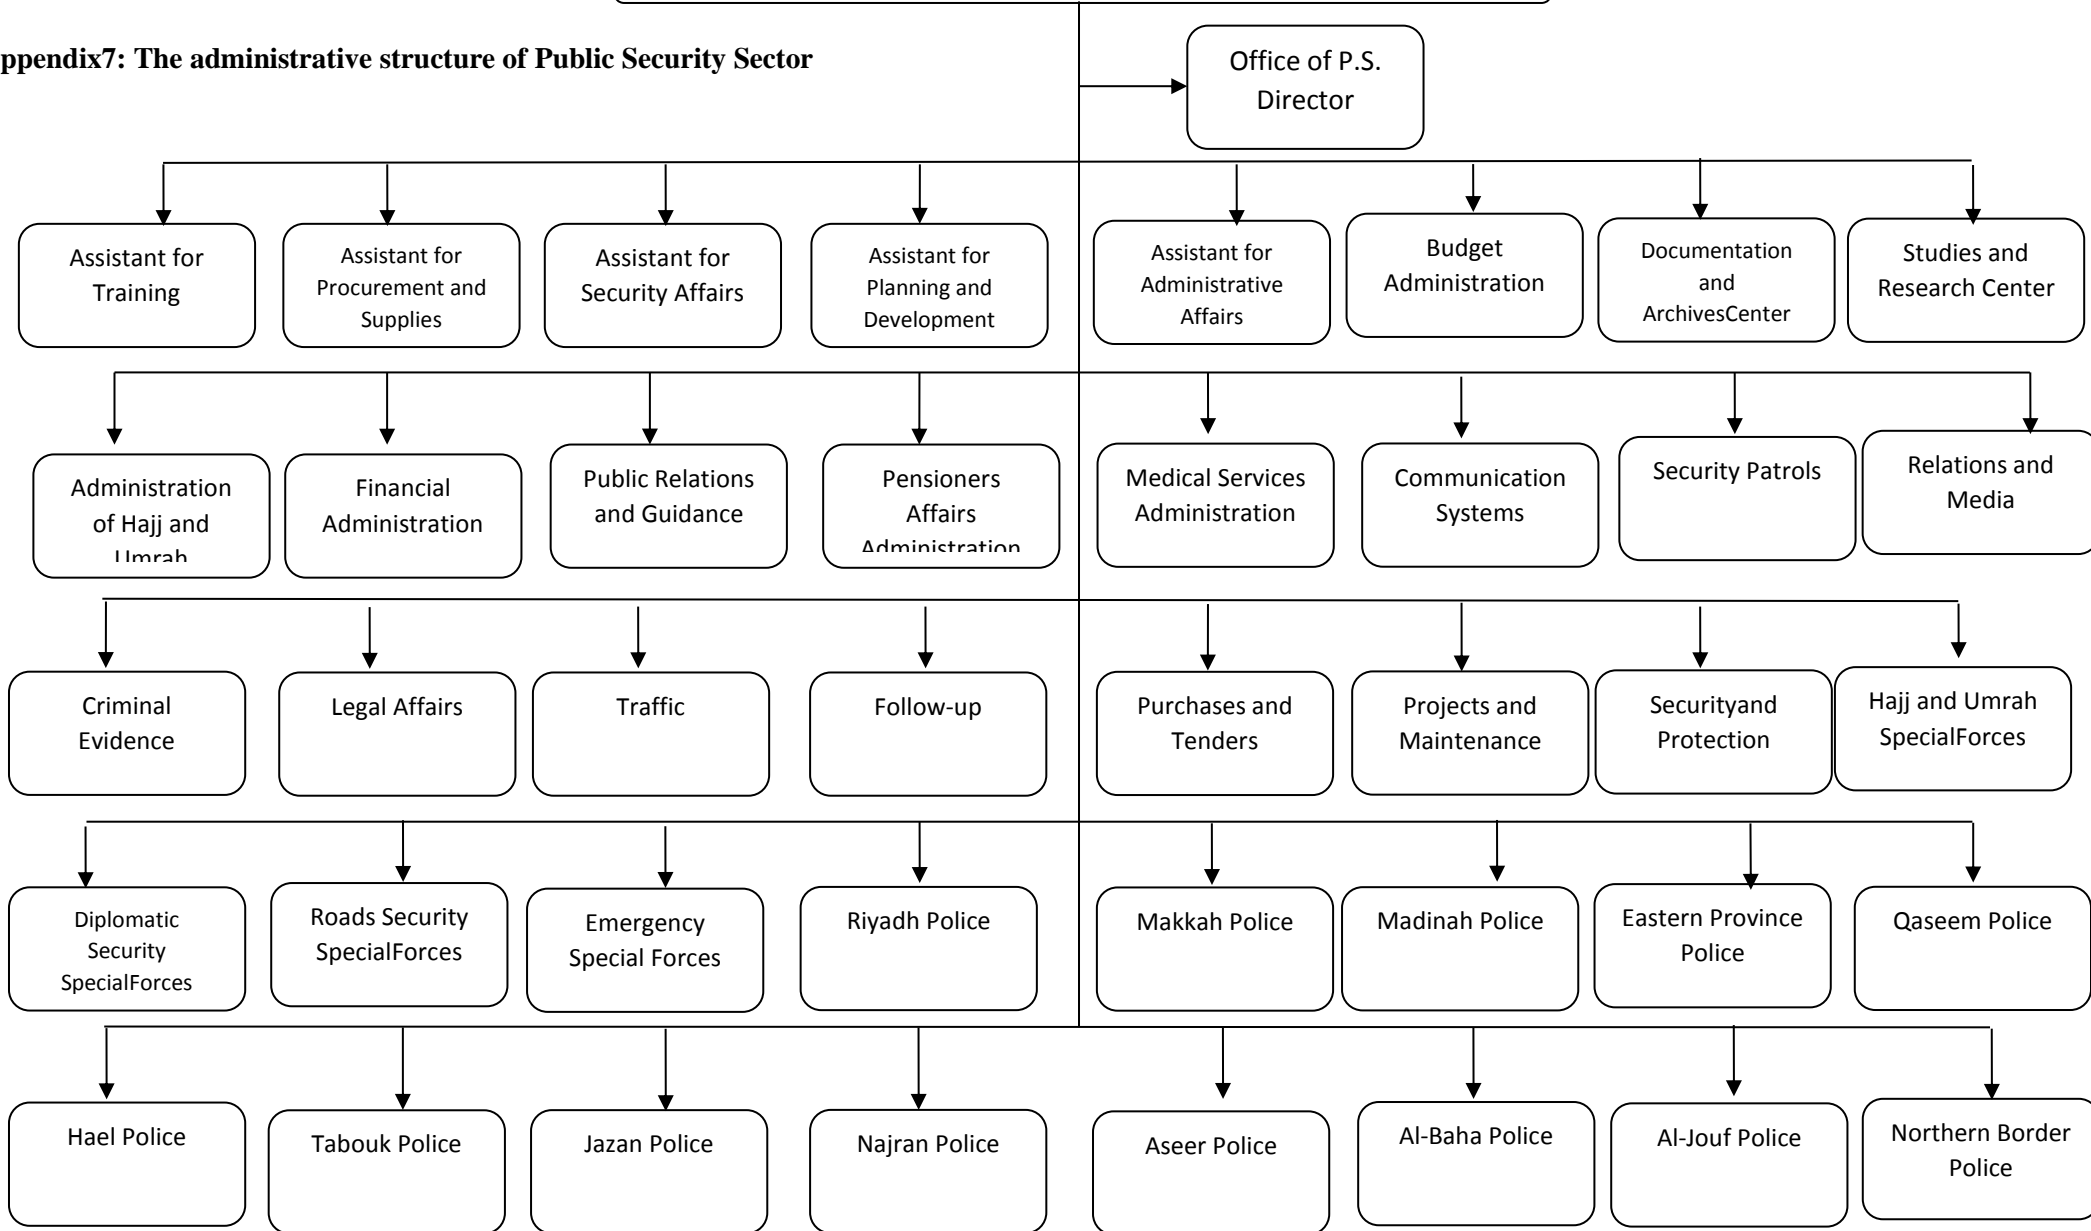 ppendix7: The administrative structure of Public Security Sector
Office of P.S.
Director
Assistant for
Training
Assistant for
Procurement and
Supplies
Assistant for
Security Affairs
Assistant for
Planning and
Development
Assistant for
Administrative
Affairs
Budget
Administration
Documentation
and
ArchivesCenter
Studies and
Research Center
Administration
of Hajj and
Umrah
Financial
Administration
Public Relations
and Guidance
Pensioners
Affairs
Administration
Medical Services
Administration
Communication
Systems
Security Patrols
Relations and
Media
Criminal
Evidence
Legal Affairs
Traffic
Follow-up
Purchases and
Tenders
Projects and
Maintenance
Securityand
Protection
Hajj and Umrah
SpecialForces
Diplomatic
Security
SpecialForces
Roads Security
SpecialForces
Emergency
Special Forces
Riyadh Police
Makkah Police
Madinah Police
Eastern Province
Police
Qaseem Police
Hael Police
Tabouk Police
Jazan Police
Najran Police
Aseer Police
Al-Baha Police
Al-Jouf Police
Northern Border
Police